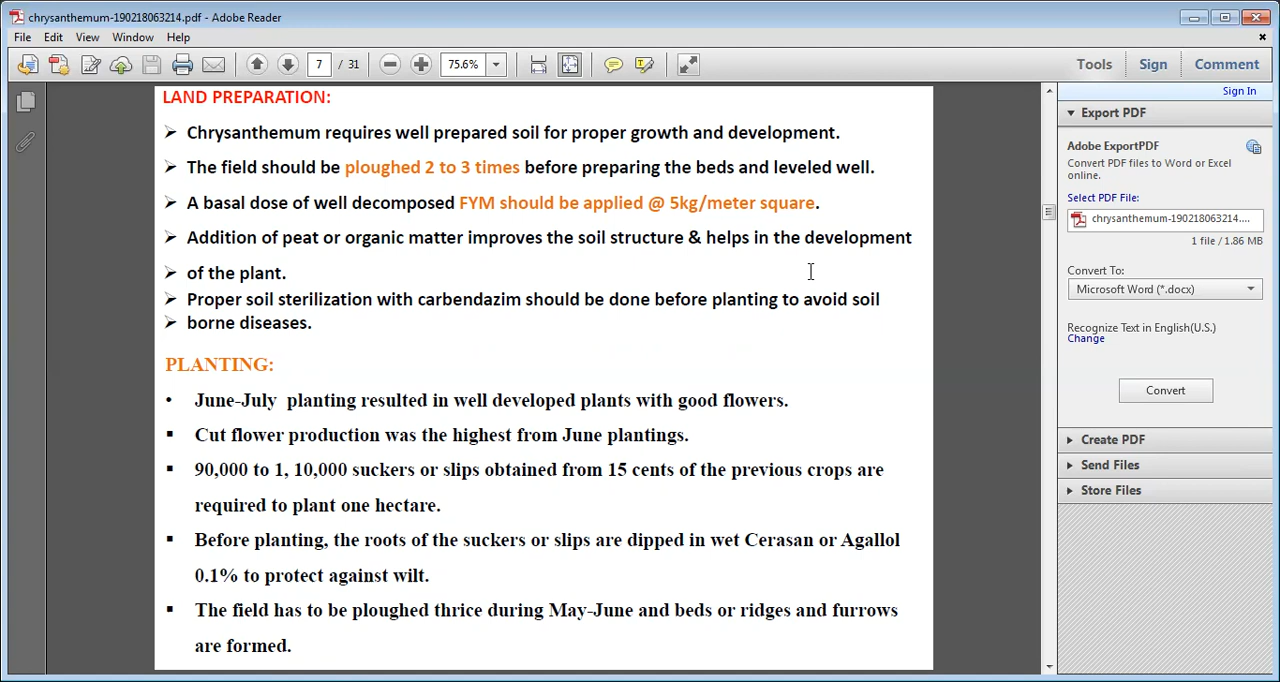 chrysanthemum-190218063214.pdf - Adobe Reader
File Edit View Window Help
7 / 31 75.6% Tools Sign Comment
Sign In
LAND PREPARATION:
➢ Chrysanthemum requires well prepared soil for proper growth and development.
➢ The field should be ploughed 2 to 3 times before preparing the beds and leveled well.
➢ A basal dose of well decomposed FYM should be applied @ 5kg/meter square.
➢ Addition of peat or organic matter improves the soil structure & helps in the development
➢ of the plant.
➢ Proper soil sterilization with carbendazim should be done before planting to avoid soil
➢ borne diseases.
PLANTING:
• June-July planting resulted in well developed plants with good flowers.
▪ Cut flower production was the highest from June plantings.
▪ 90,000 to 1, 10,000 suckers or slips obtained from 15 cents of the previous crops are
required to plant one hectare.
▪ Before planting, the roots of the suckers or slips are dipped in wet Cerasan or Agallol
0.1% to protect against wilt.
▪ The field has to be ploughed thrice during May-June and beds or ridges and furrows
are formed.
Export PDF
Adobe ExportPDF
Convert PDF files to Word or Excel
online.
Select PDF File:
chrysanthemum-190218063214....
1 file / 1.86 MB
Convert To:
Microsoft Word (*.docx)
Recognize Text in English(U.S.)
Change
Convert
Create PDF
Send Files
Store Files